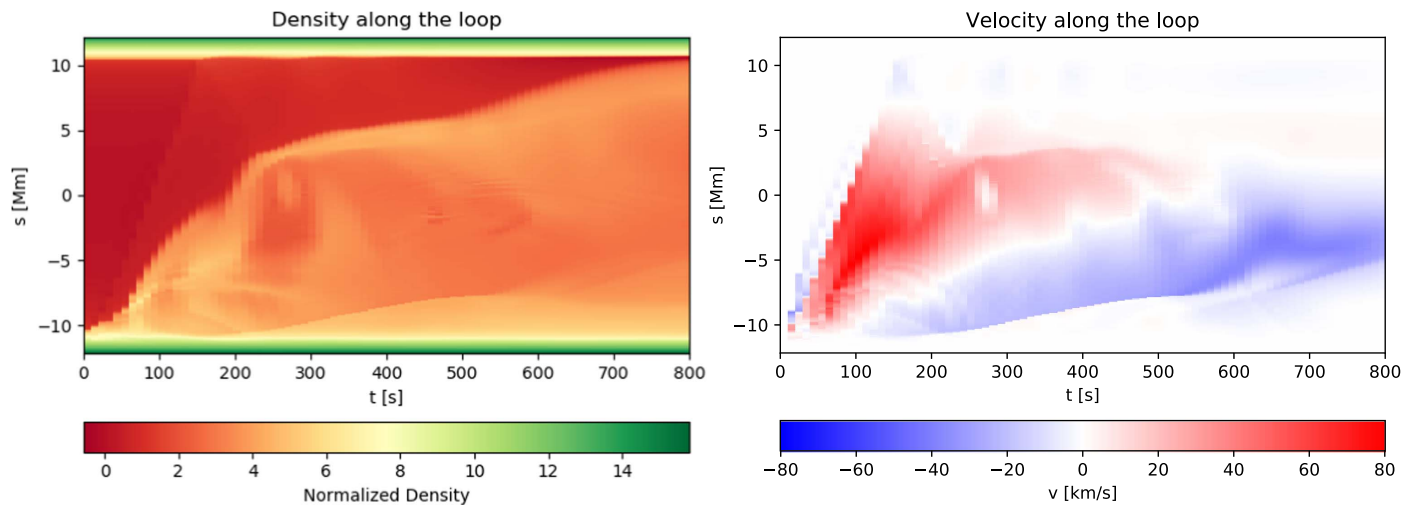 Density along the loop
10
5
0
−5
−10
s [Mm]
0 100 200 300 400 500 600 700 800
t [s]
0 2 4 6 8 10 12 14
Normalized Density
Velocity along the loop
10
5
0
−5
−10
s [Mm]
0 100 200 300 400 500 600 700 800
t [s]
−80 −60 −40 −20 0 20 40 60 80
v [km/s]